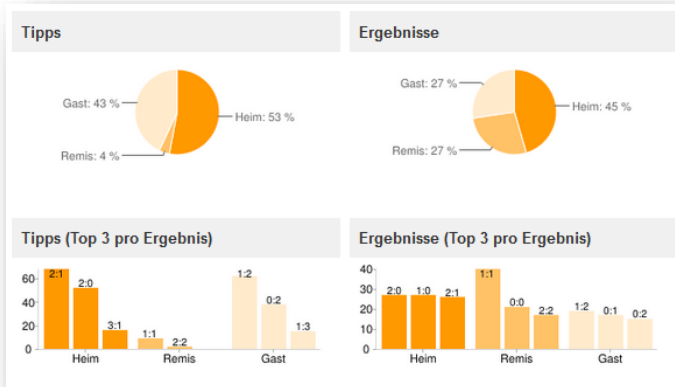 Tipps
Ergebnisse
Gast: 43 %
Heim: 53 %
Remis: 4 %
Gast: 27 %
Heim: 45 %
Remis: 27 %
Tipps (Top 3 pro Ergebnis)
Ergebnisse (Top 3 pro Ergebnis)
60
40
20
0
2:1
2:0
3:1
1:1
2:2
1:2
0:2
1:3
Heim
Remis
Gast
40
30
20
10
0
2:0
1:0
2:1
1:1
0:0
2:2
1:2
0:1
0:2
Heim
Remis
Gast